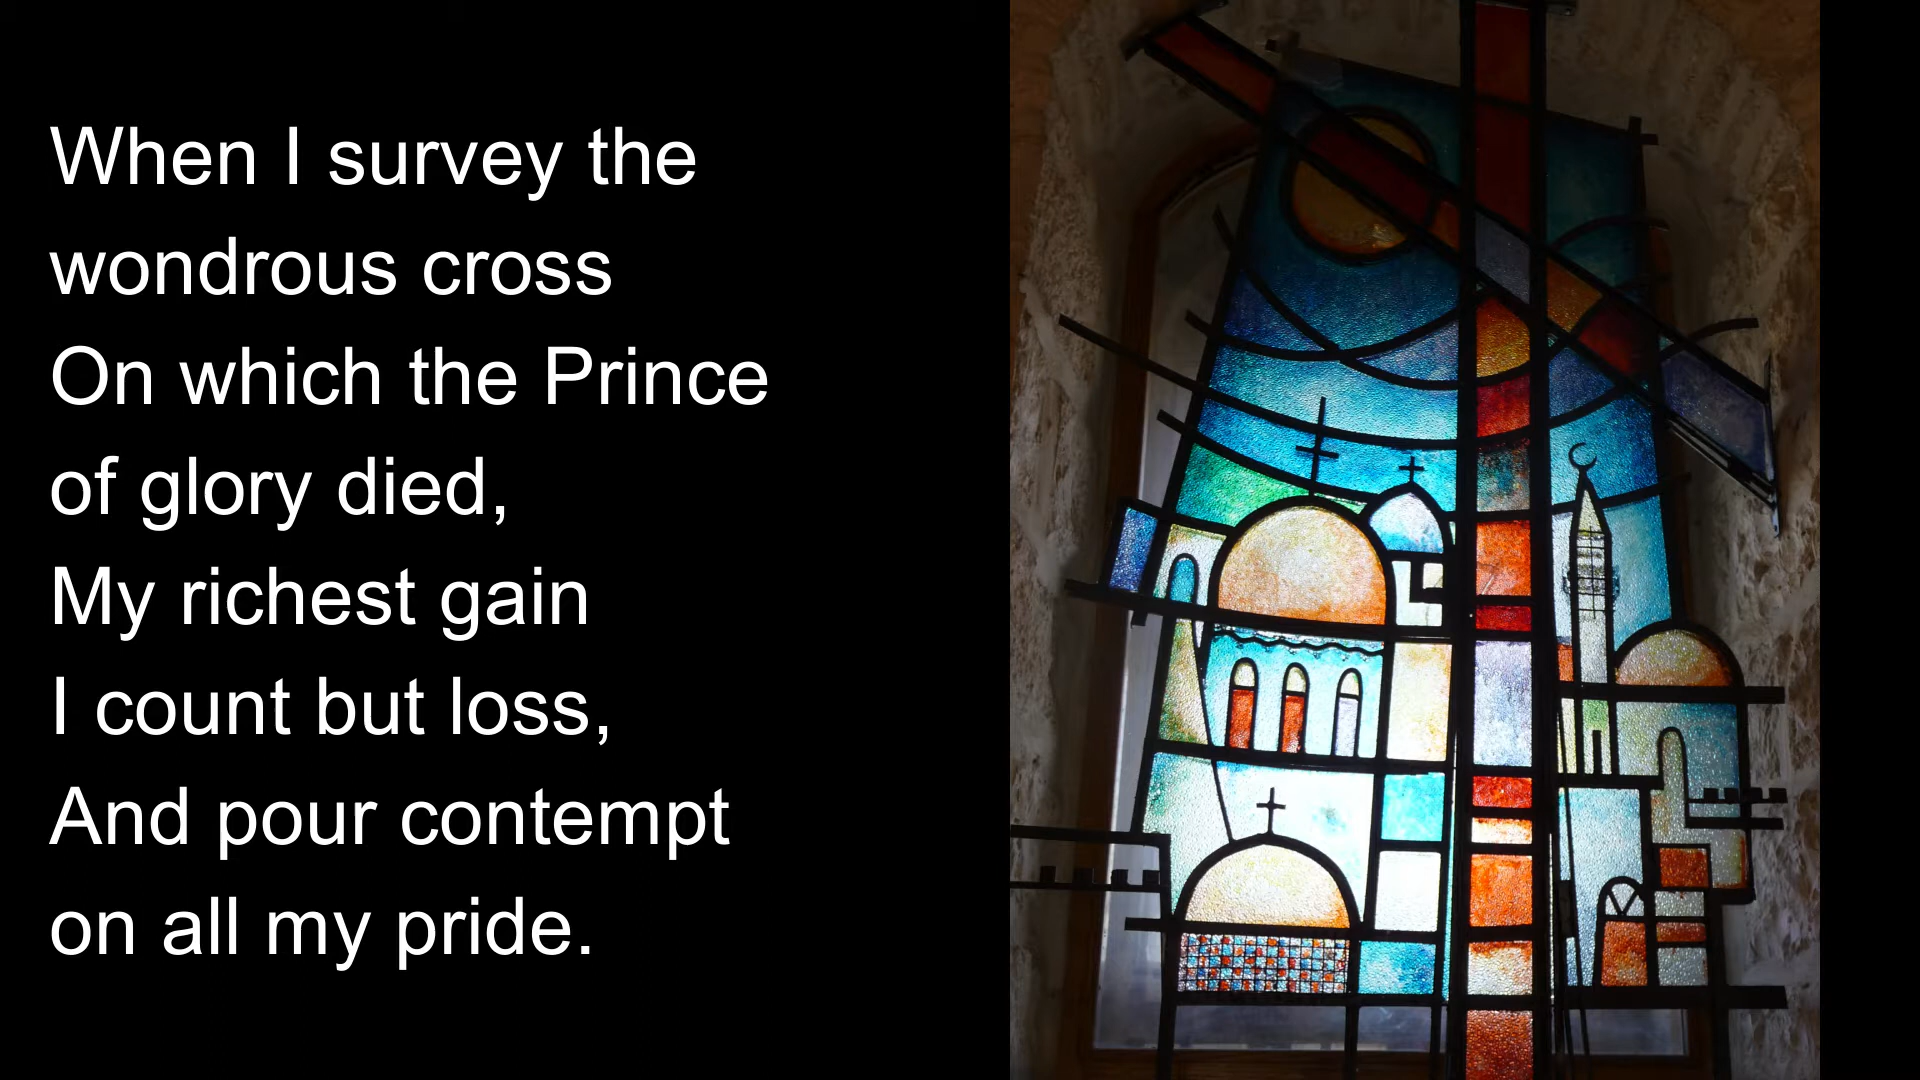 When I survey the
wondrous cross
On which the Prince
of glory died,
My richest gain
I count but loss,
And pour contempt
on all my pride.